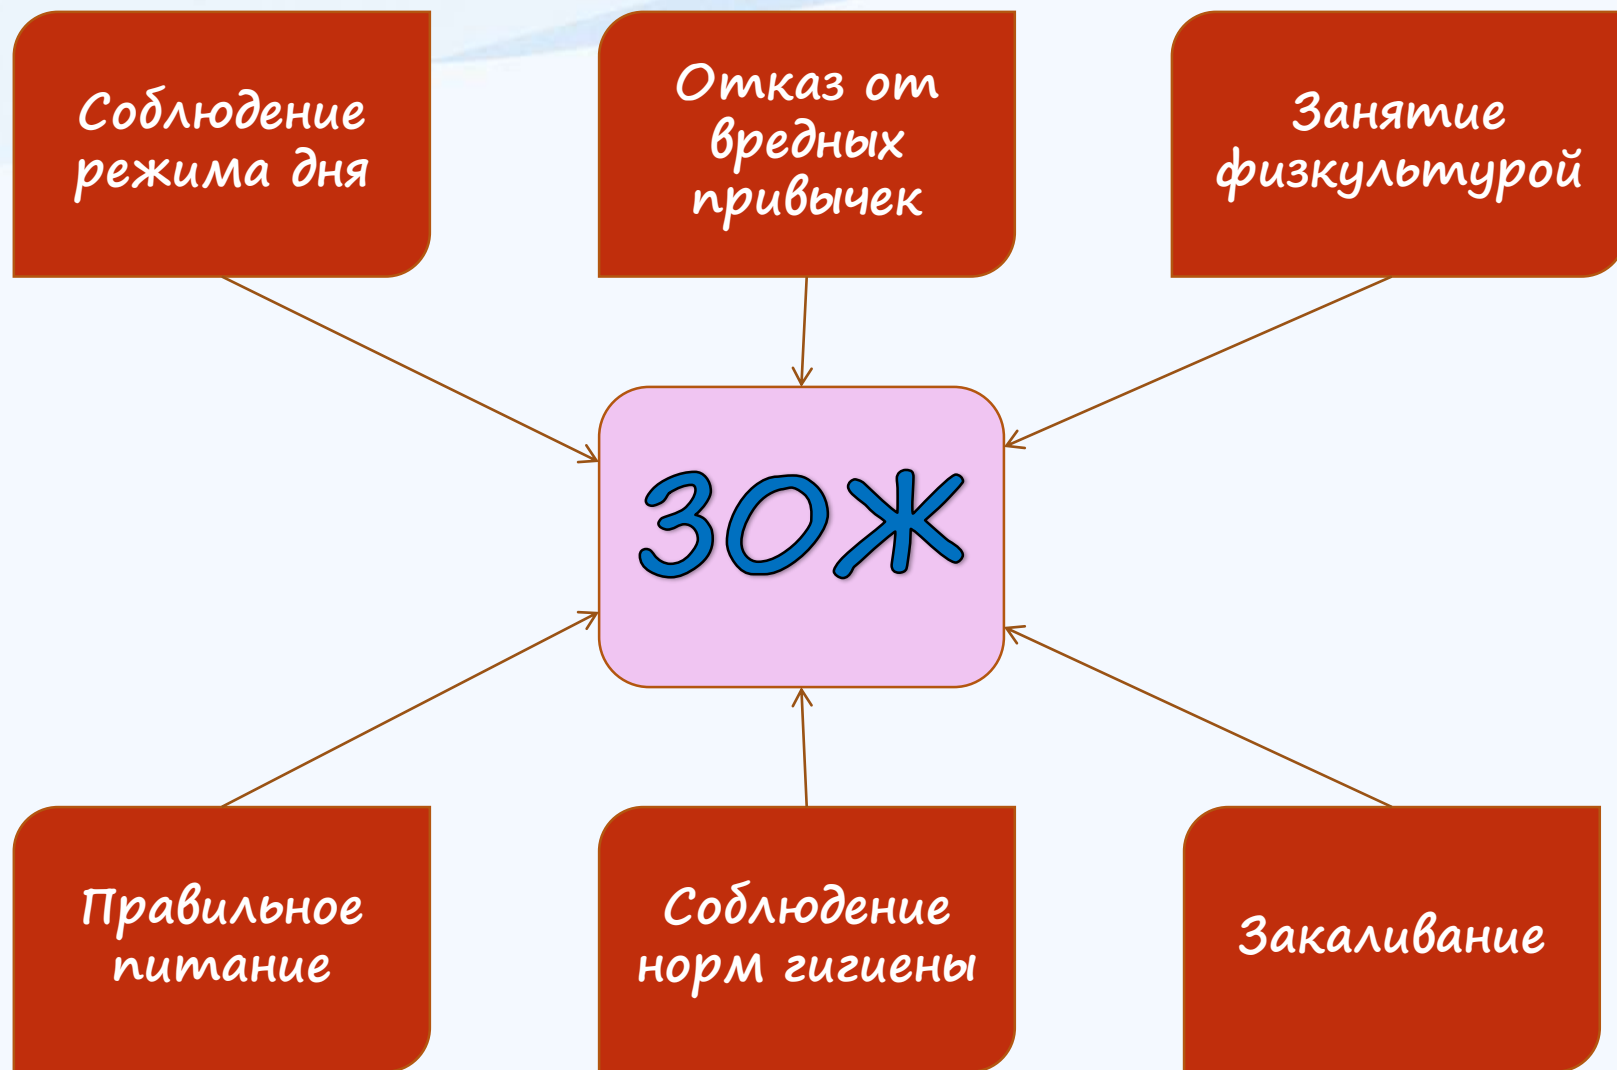 Соблюдение
режима дня
Отказ от
вредных
привычек
Занятие
физкультурой
ЗОЖ
Правильное
питание
Соблюдение
норм гигиены
Закаливание